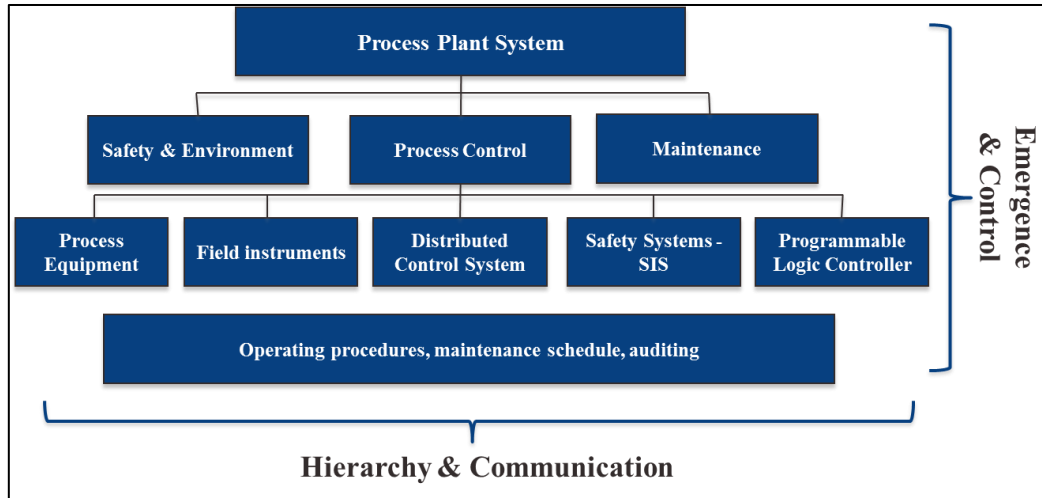 Process Plant System
Safety & Environment
Process Control
Maintenance
Process
Equipment
Field instruments
Distributed
Control System
Safety Systems -
SIS
Programmable
Logic Controller
Operating procedures, maintenance schedule, auditing
Hierarchy & Communication
Emergence
& Control